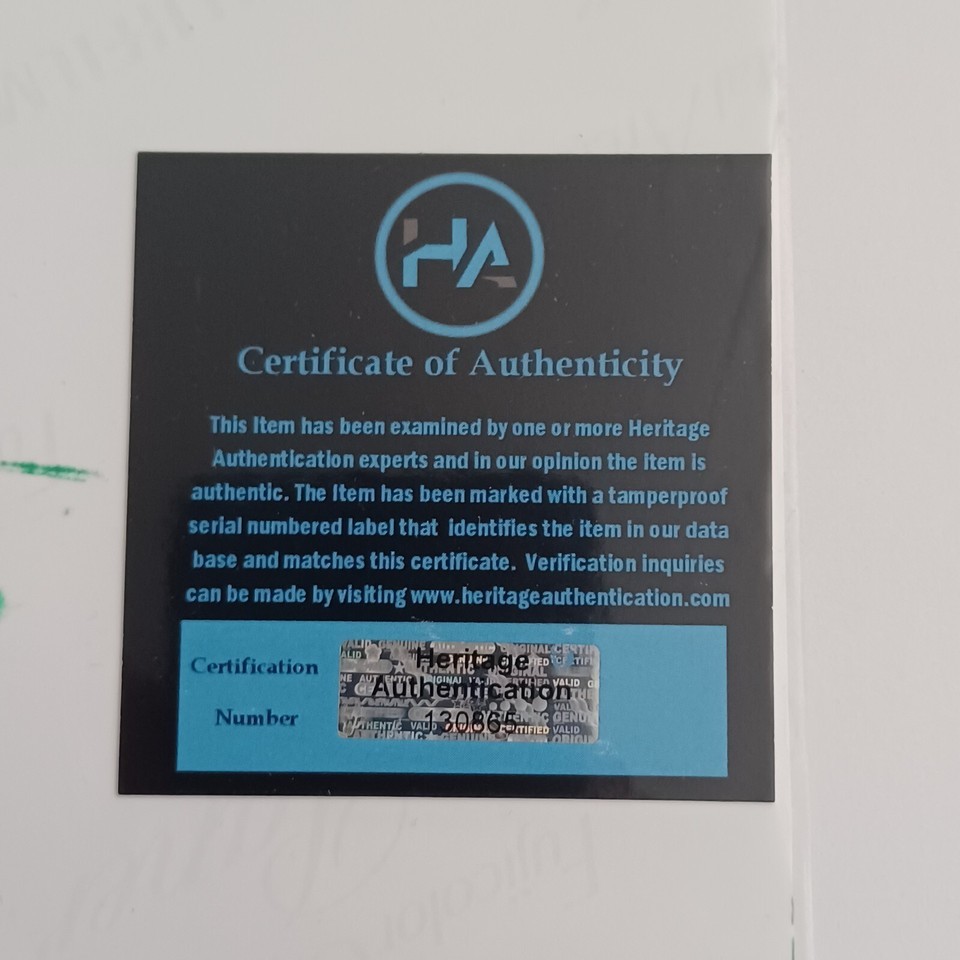 HA
Certificate of Authenticity
This Item has been examined by one or more Heritage
Authentication experts and in our opinion the item is
authentic. The Item has been marked with a tamperproof
serial numbered label that identifies the item in our data
base and matches this certificate. Verification inquiries
can be made by visiting www.heritageauthentication.com
Certification
Number
Heritage
Authentication
130865